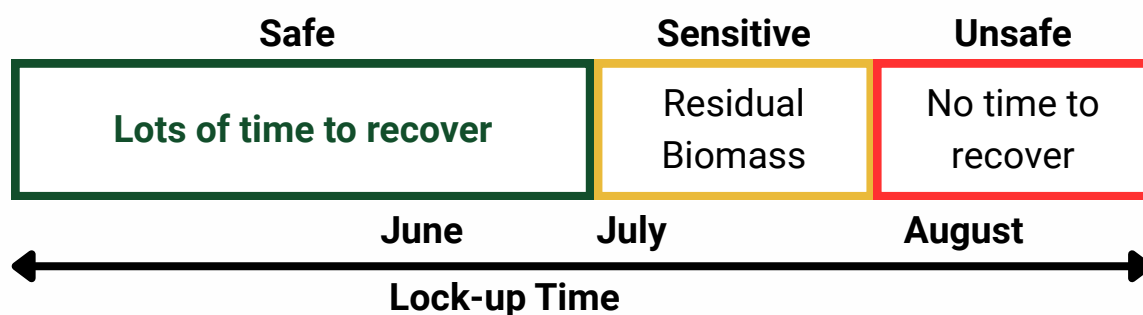 Safe
Sensitive
Unsafe
Lots of time to recover
Residual
Biomass
No time to
recover
June
July
August
Lock-up Time